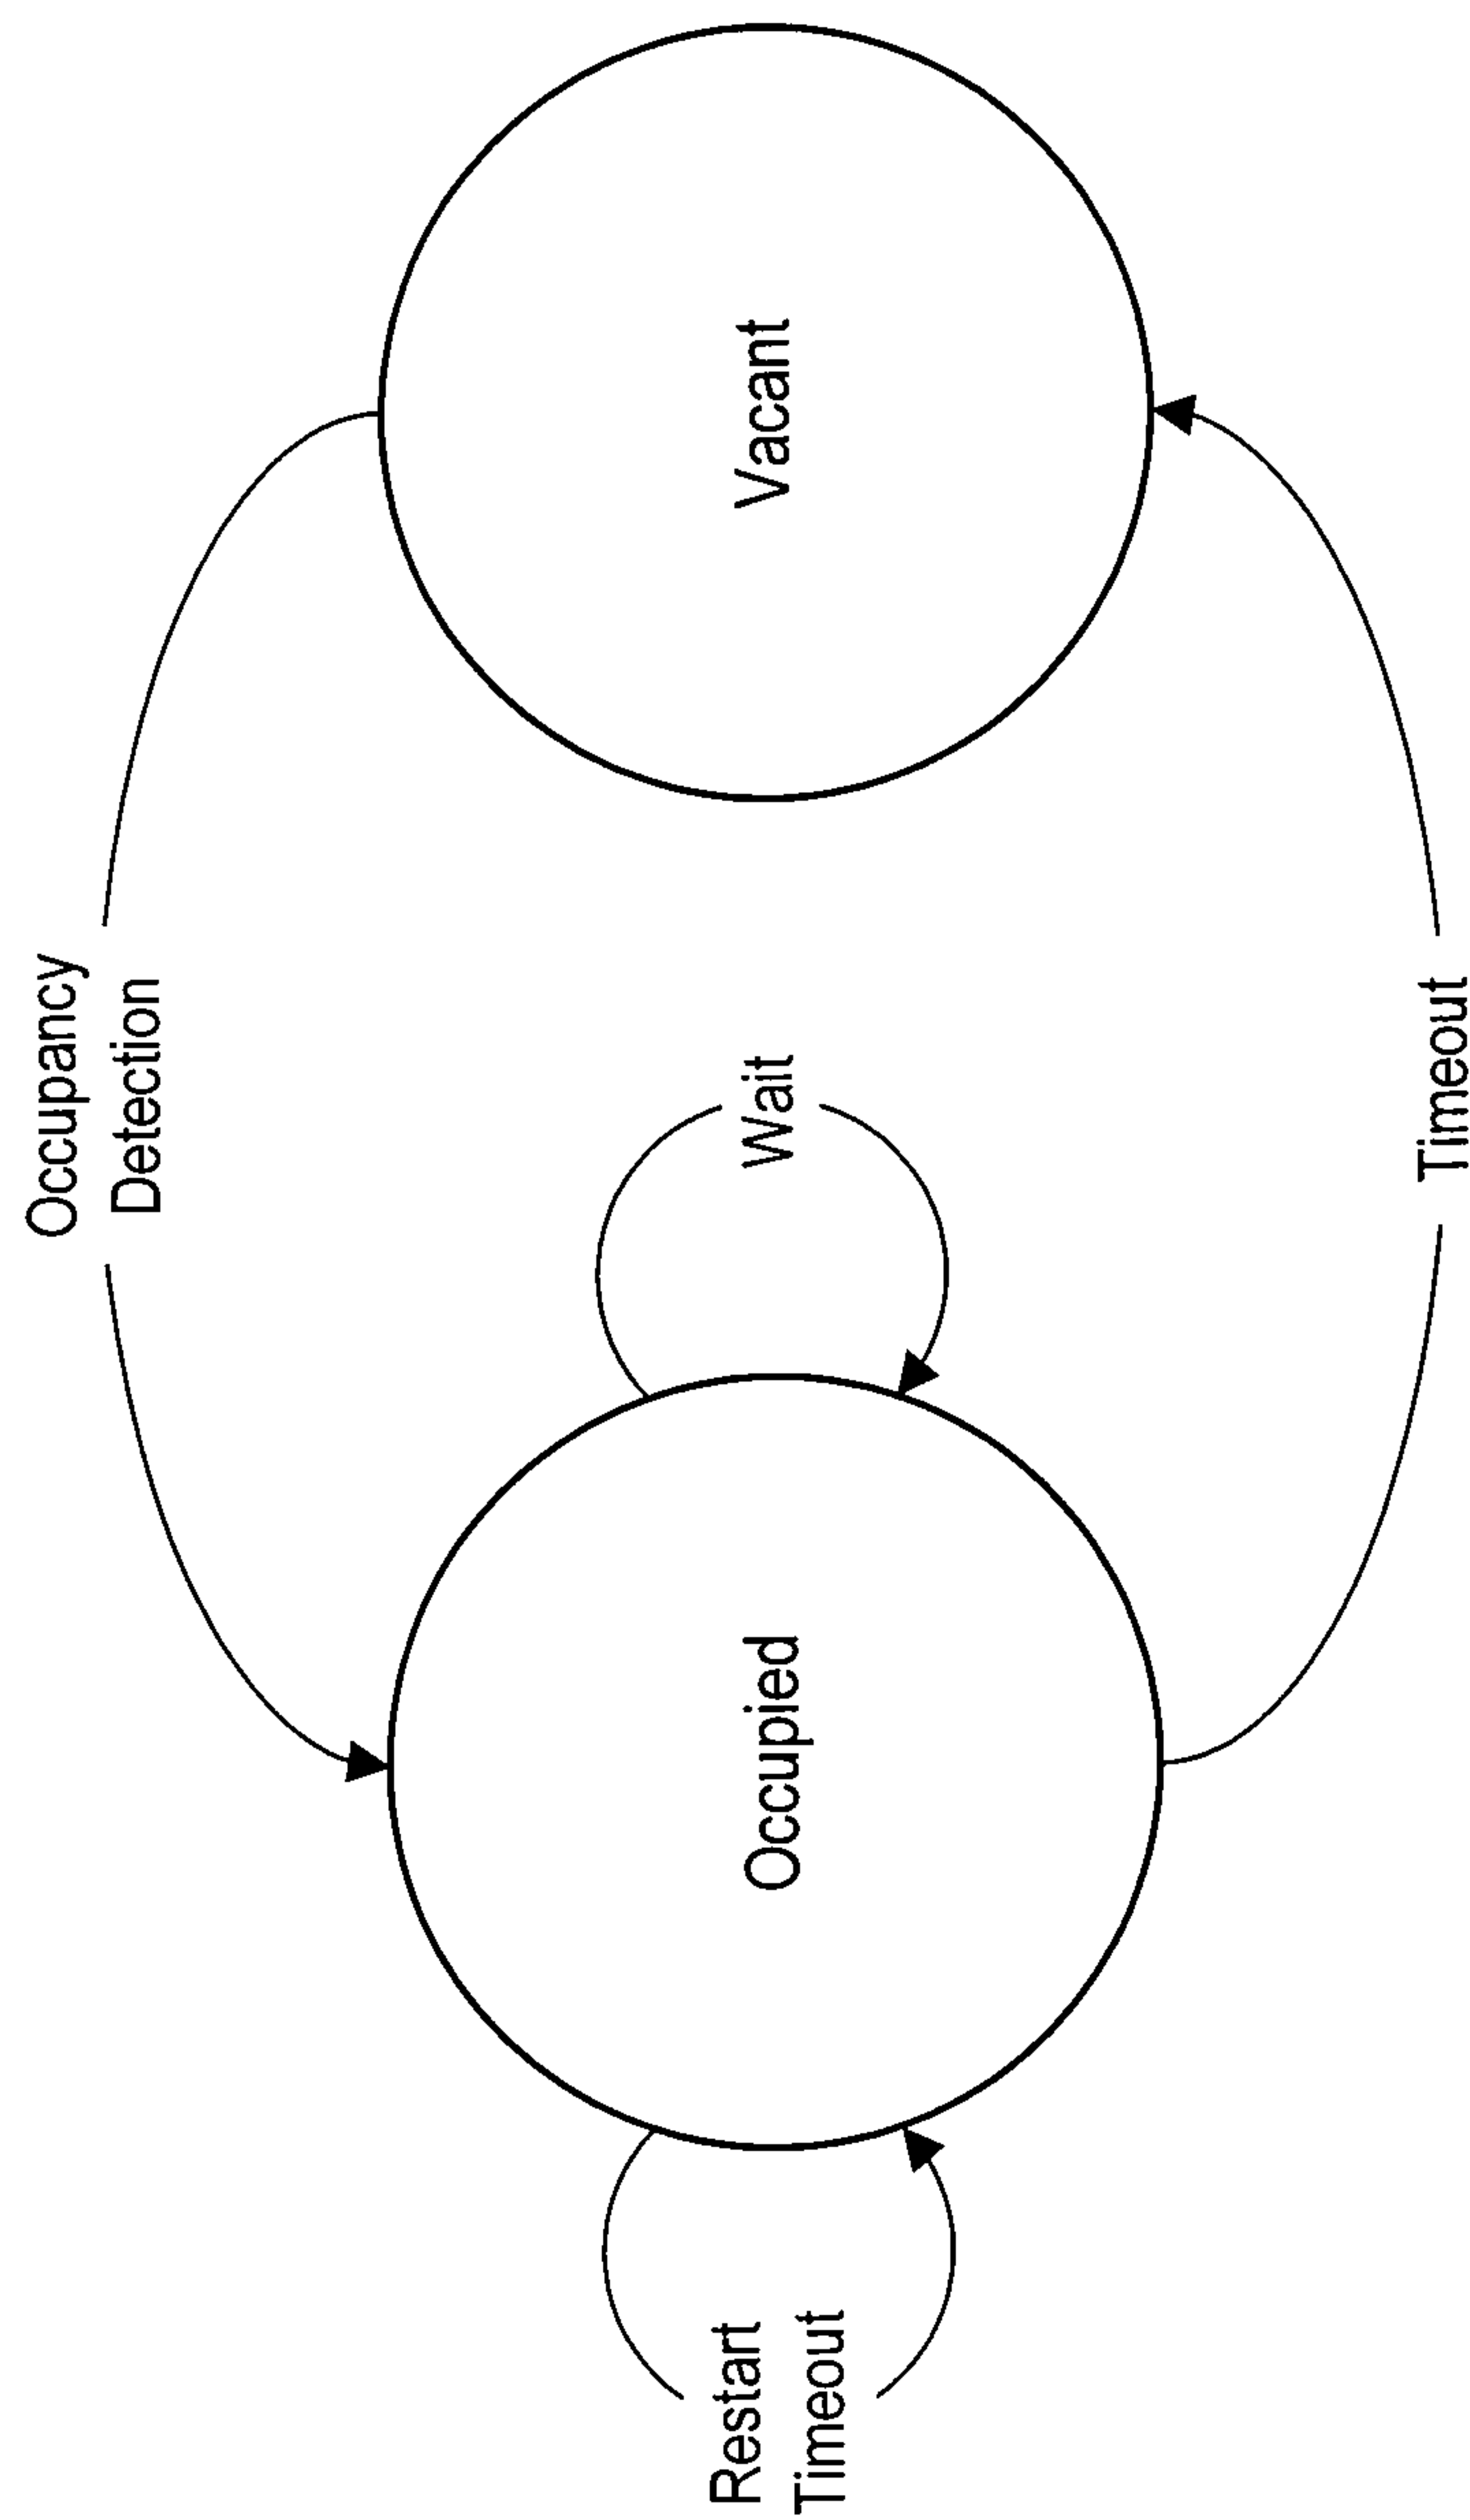 Occupancy
Detection
Restart
Timeout
Occupied
Wait
Vacant
Timeout